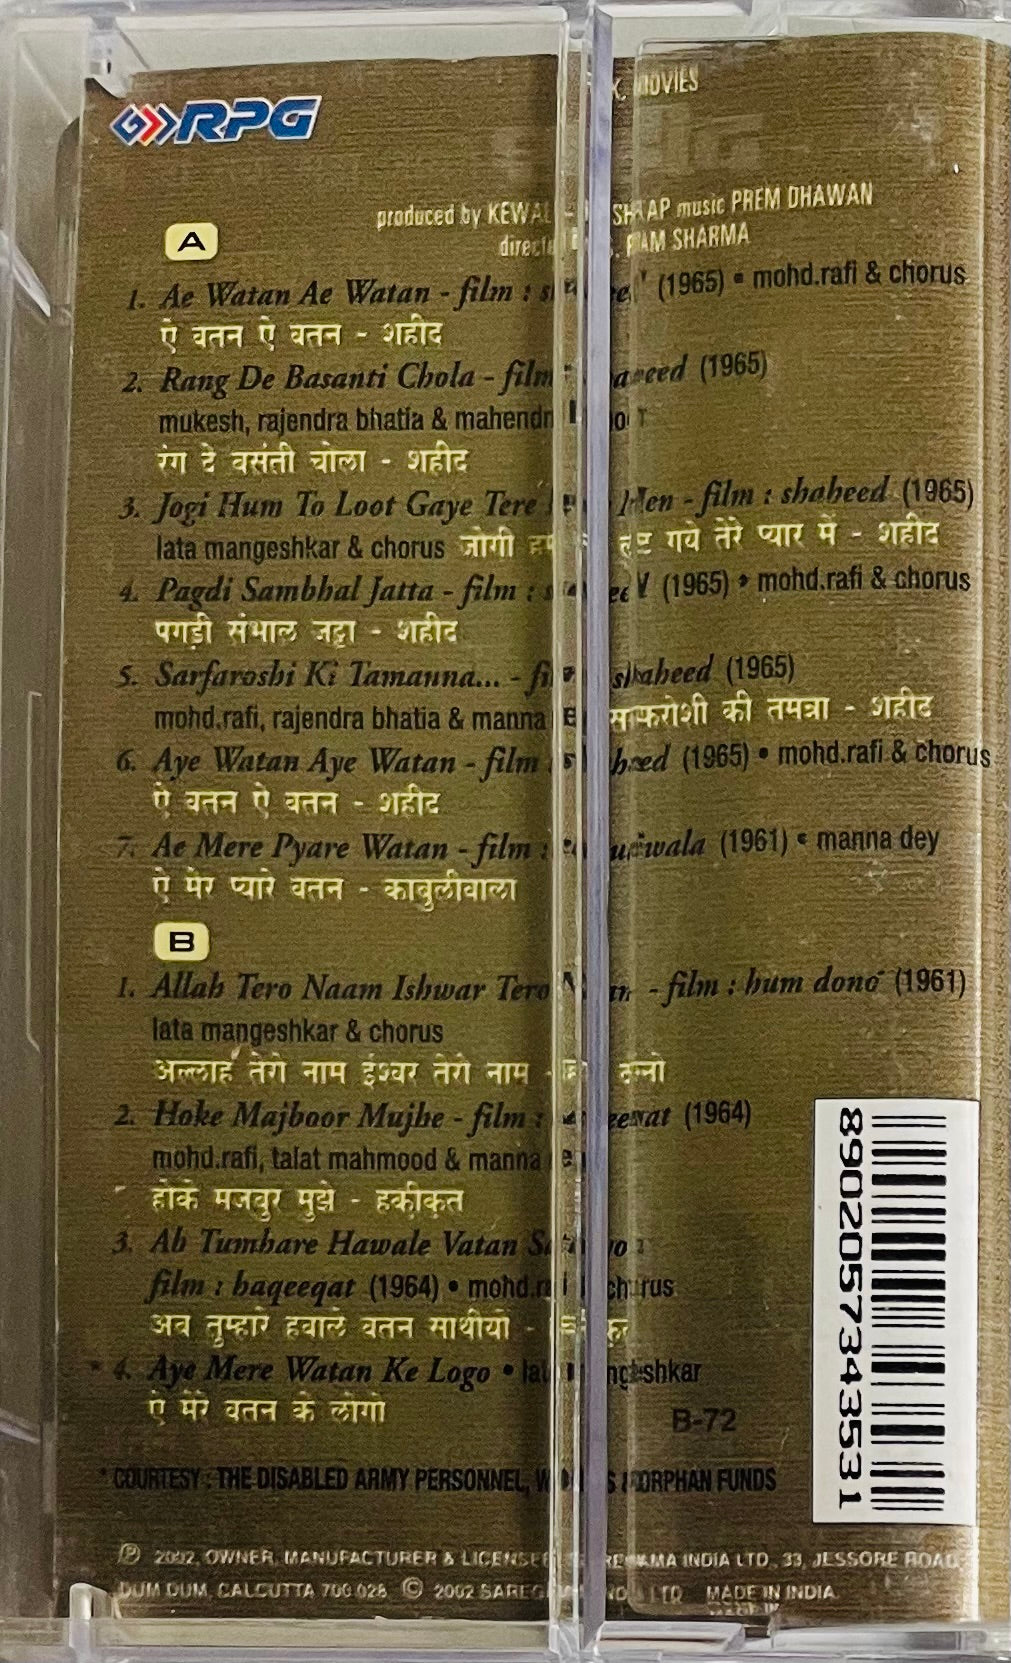 RPG
MOVIES
produced by KEWAL music PREM DHAWAN
RAM SHARMA
A
1. Ae Watan Ae Watan - film : (1965) • mohd.rafi & chorus
ऐ वतन ऐ वतन - शहीद
2. Rang De Basanti Chola - film (1965)
mukesh, rajendra bhatia &
रंग दे बसंती चोला - शहीद
3. Jogi Hum To Loot Gaye Tere Men - film : shaheed (1965)
lata mangeshkar & chorus जोगी गये तेरे प्यार में - शहीद
4. Pagdi Sambhal Jatta - film : (1965) • mohd.rafi & chorus
पगड़ी संभाल जट्टा - शहीद
5. Sarfaroshi Ki Tamanna... - shaheed (1965)
mohd.rafi, rajendra bhatia & manna की तमन्ना - शहीद
6. Aye Watan Aye Watan - film (1965) • mohd.rafi & chorus
ऐ वतन ऐ वतन - शहीद
7. Ae Mere Pyare Watan - film : (1961) • manna dey
ऐ मेरे प्यारे वतन - काबुलीवाला
B
1. Allah Tero Naam Ishwar Tero - film : hum dono (1961)
lata mangeshkar & chorus
अल्लाह तेरो नाम ईश्वर तेरो नाम -
2. Hoke Majboor Mujhe - film : (1964)
mohd.rafi, talat mahmood & manna
होके मजबुर मुझे - हकीकत
3. Ab Tumhare Hawale Vatan
film : haqeeqat (1964) • chorus
अब तुम्हारे हवाले वतन साथीयो -
* 4. Aye Mere Watan Ke Logo •
ऐ मेरे वतन के लोगो
B-72
* COURTESY : THE DISABLED ARMY PERSONNEL, ORPHAN FUNDS
℗ 2002, OWNER, MANUFACTURER & INDIA LTD., 33, JESSORE ROAD,
DUM DUM, CALCUTTA 700 028. © 2002 LTD MADE IN INDIA
8902057343531